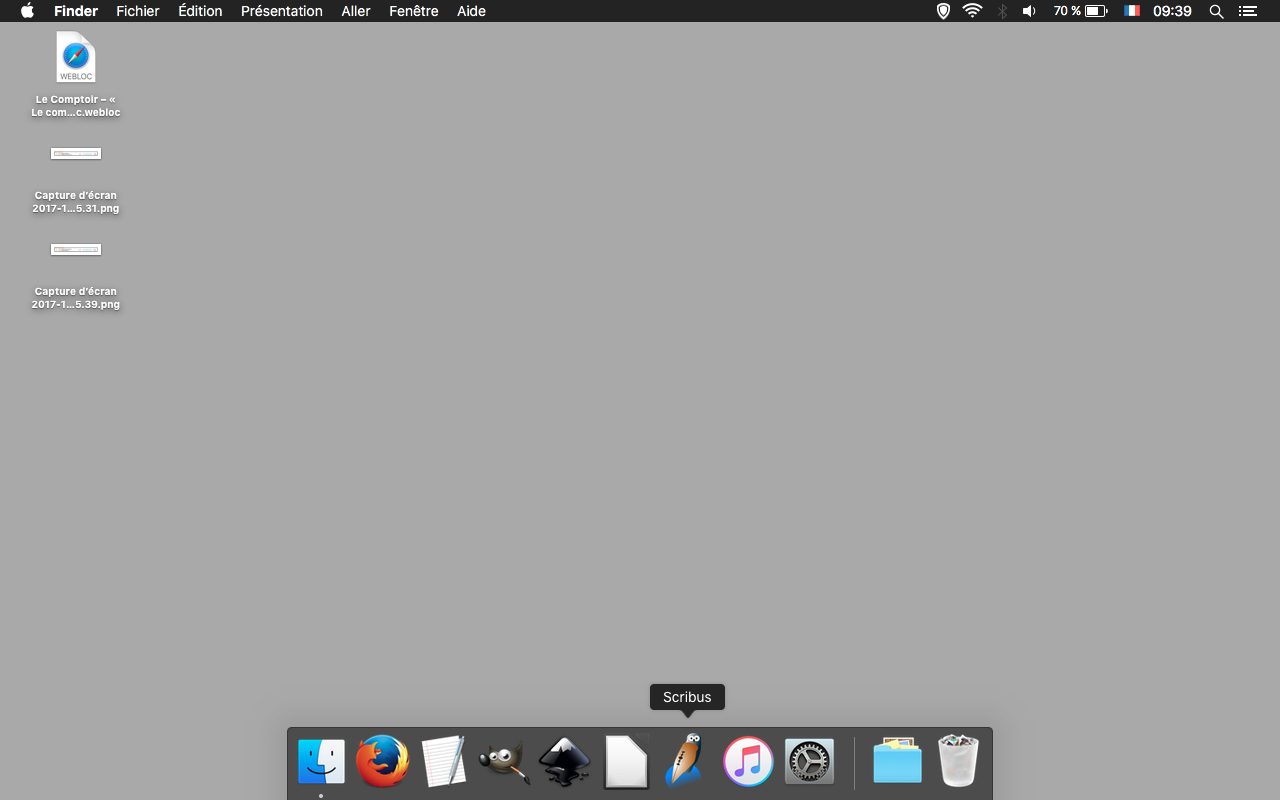 Finder Fichier Édition Présentation Aller Fenêtre Aide 70 % 09:39
WEBLOC
Le Comptoir – «
Le com...c.webloc
Capture d'écran
2017-1...5.31.png
Capture d'écran
2017-1...5.39.png
Scribus